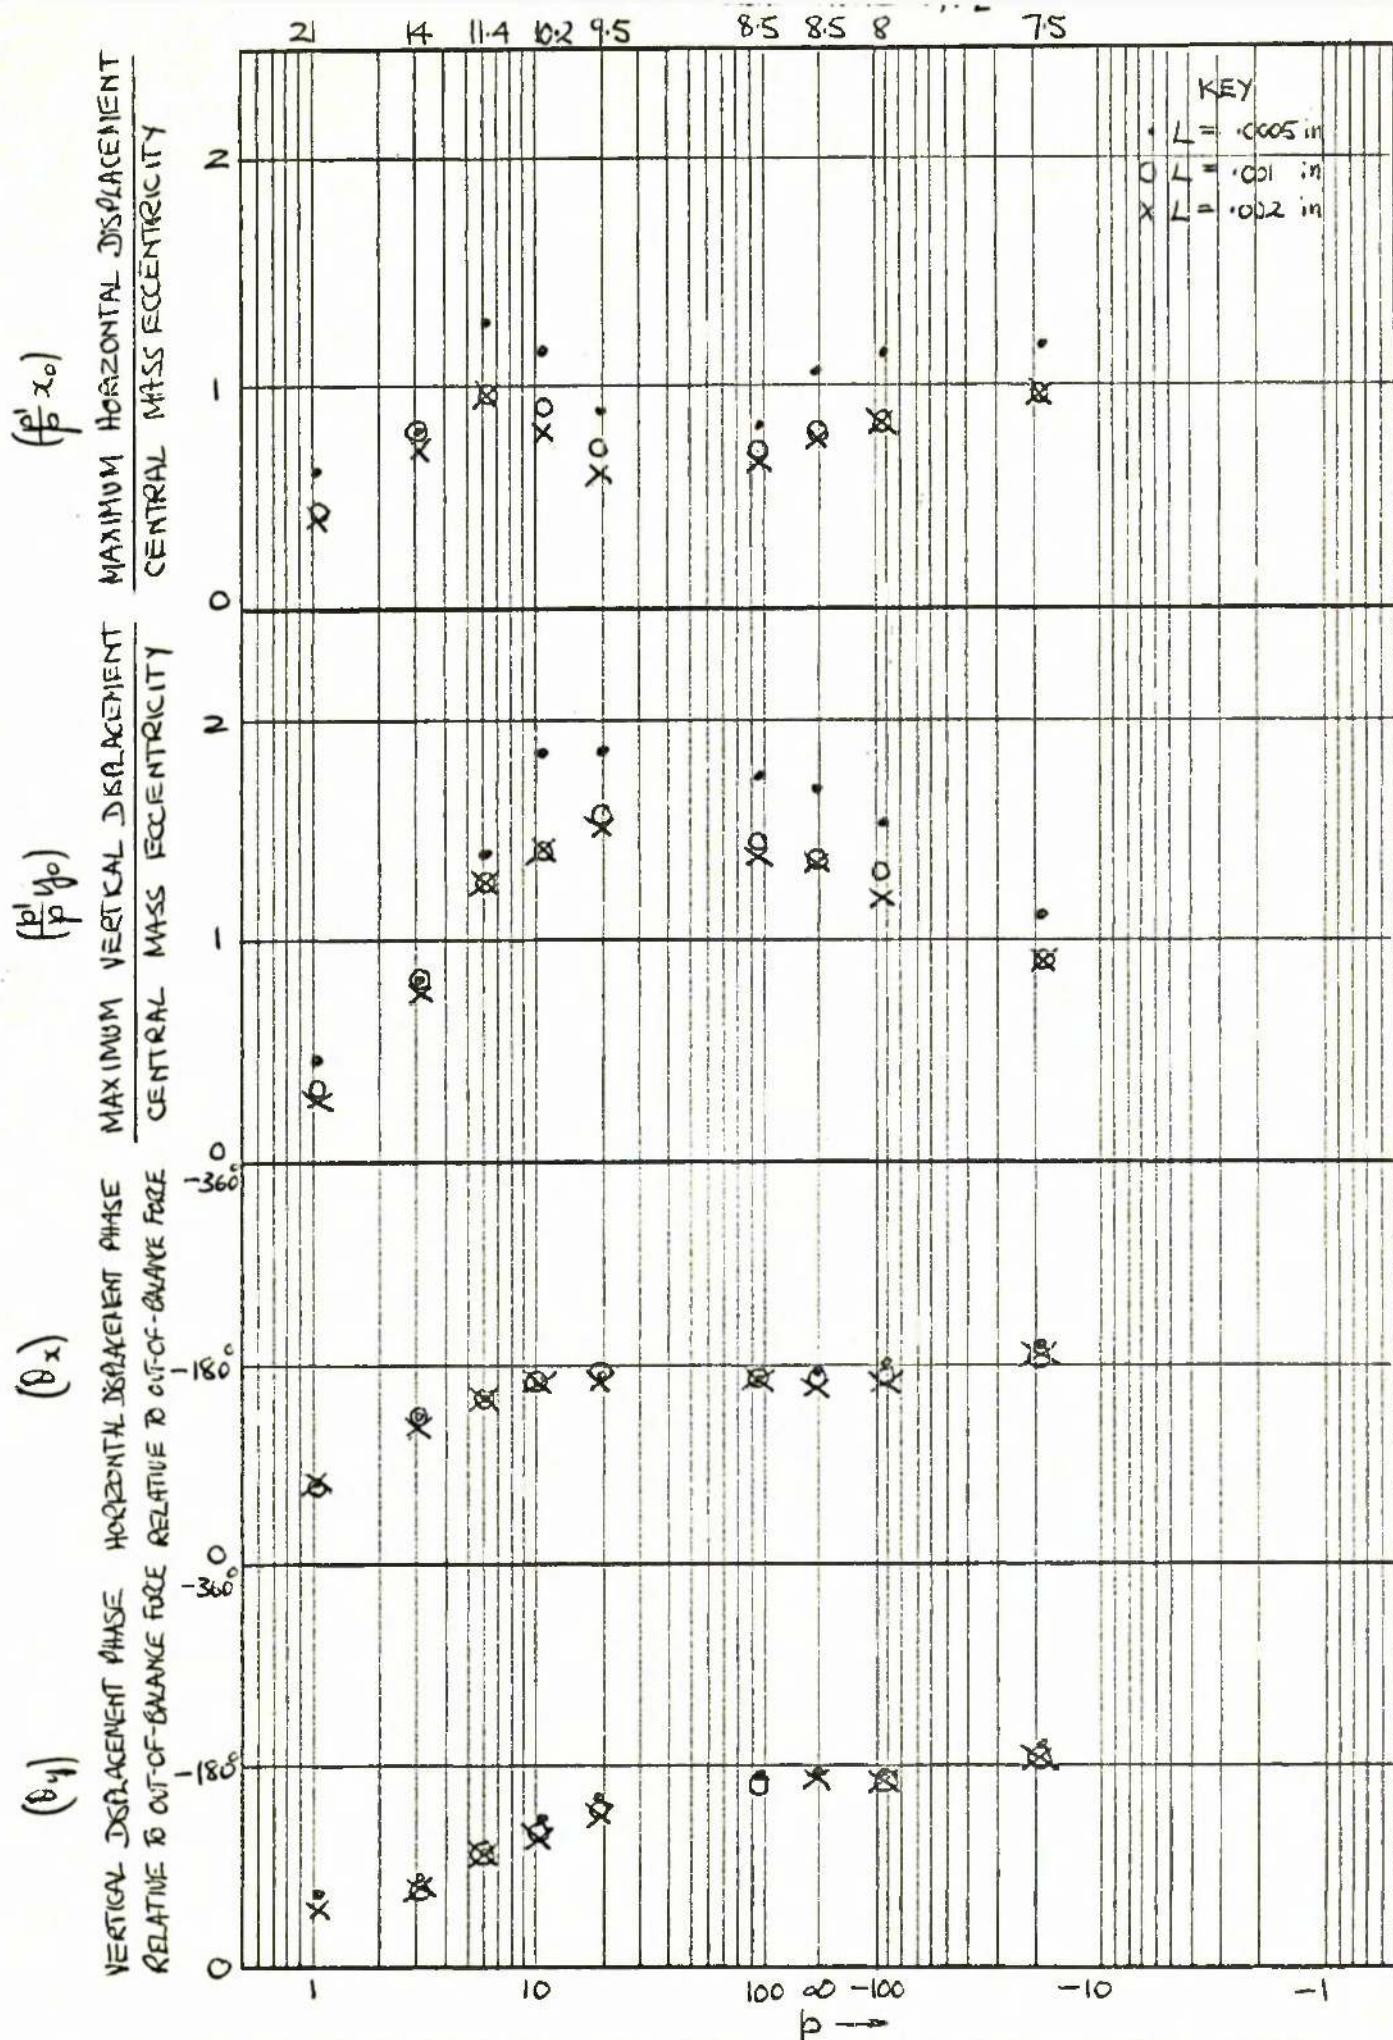 21 14 11.4 10.2 9.5 8.5 8.5 8 7.5
KEY
• L = .0005 in
O L = .001 in
X L = .002 in
(p'/p x₀)
MAXIMUM HORIZONTAL DISPLACEMENT
CENTRAL MASS ECCENTRICITY
2
1
0
(p'/p y₀)
MAXIMUM VERTICAL DISPLACEMENT
CENTRAL MASS ECCENTRICITY
2
1
0
(θx)
HORIZONTAL DISPLACEMENT PHASE
RELATIVE TO OUT-OF-BALANCE FORCE
-360°
-180°
0
(θy)
VERTICAL DISPLACEMENT PHASE
RELATIVE TO OUT-OF-BALANCE FORCE
-360°
-180°
0
1 10 100 ∞ -100 -10 -1
p →